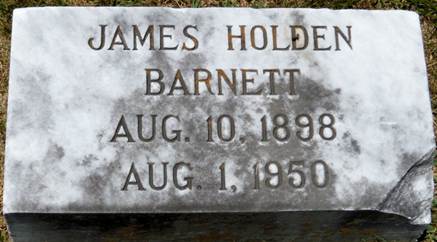 JAMES HOLDEN
BARNETT
AUG. 10, 1898
AUG. 1, 1950